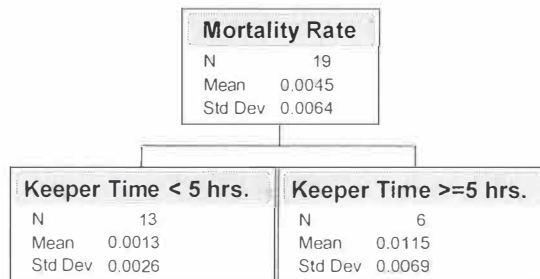 Mortality Rate
N 19
Mean 0.0045
Std Dev 0.0064
Keeper Time < 5 hrs.
N 13
Mean 0.0013
Std Dev 0.0026
Keeper Time >=5 hrs.
N 6
Mean 0.0115
Std Dev 0.0069